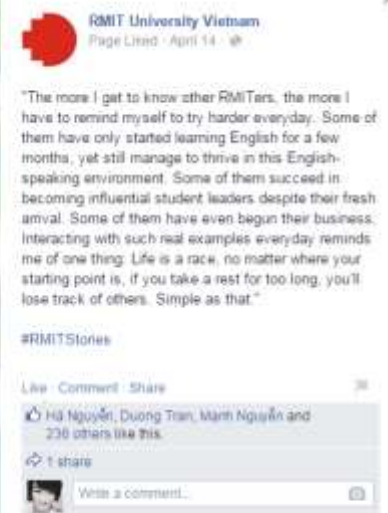 RMIT University Vietnam
Page Liked · April 14 ·
"The more I get to know other RMITers, the more I
have to remind myself to try harder everyday. Some of
them have only started learning English for a few
months, yet still manage to thrive in this English-
speaking environment. Some of them succeed in
becoming influential student leaders despite their fresh
arrival. Some of them have even begun their business.
Interacting with such real examples everyday reminds
me of one thing: Life is a race, no matter where your
starting point is, if you take a rest for too long, you'll
lose track of others. Simple as that."
#RMITStories
Like · Comment · Share
Hà Nguyễn, Duong Tran, Mạnh Nguyễn and
236 others like this.
1 share
Write a comment...